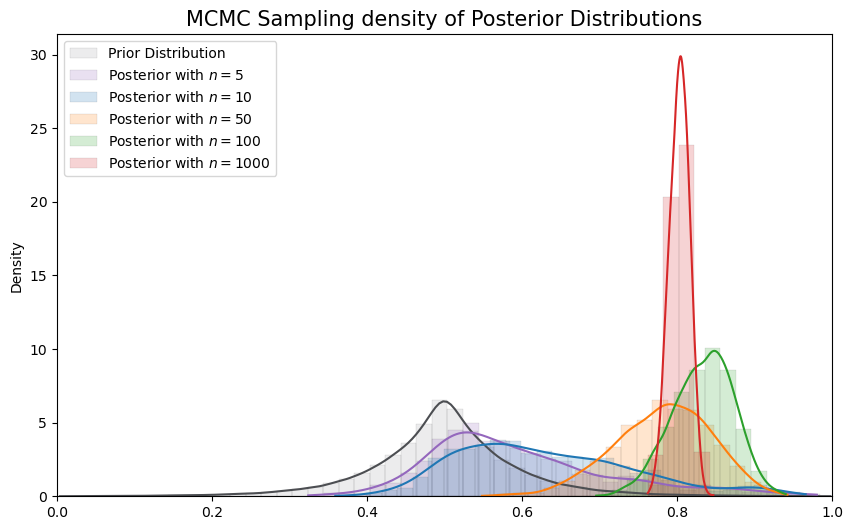 MCMC Sampling density of Posterior Distributions
Prior Distribution
Posterior with n = 5
Posterior with n = 10
Posterior with n = 50
Posterior with n = 100
Posterior with n = 1000
Density
30
25
20
15
10
5
0
0.0 0.2 0.4 0.6 0.8 1.0